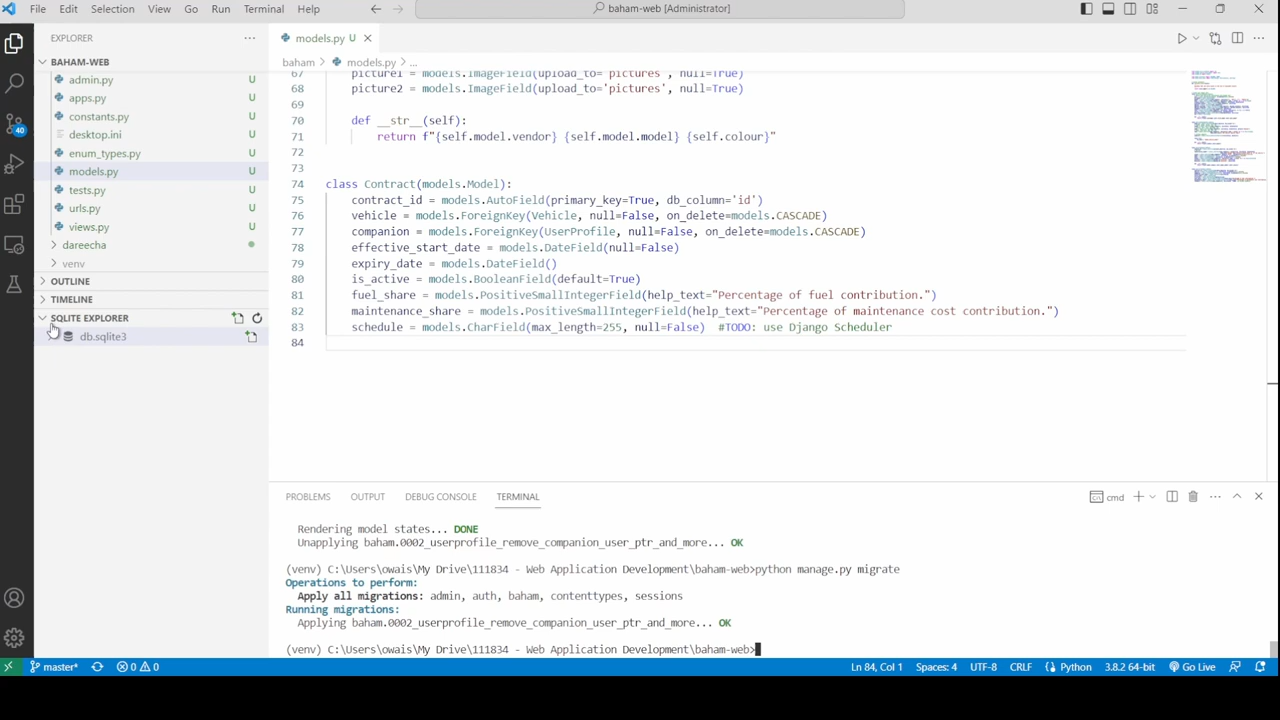 File Edit Selection View Go Run Terminal Help
baham-web [Administrator]
EXPLORER
BAHAM-WEB
admin.py U
apps.py U
constants.py U
desktop.ini U
enum_types.py U
models.py U
tests.py U
urls.py U
views.py U
dareecha
venv
OUTLINE
TIMELINE
SQLITE EXPLORER
db.sqlite3
40
models.py U
baham > models.py > ...
67 picture1 = models.ImageField(upload_to='pictures', null=True)
68 picture2 = models.ImageField(upload_to='pictures', null=True)
69
70 def __str__(self):
71 return f"{self.model.vendor} {self.model.model} {self.colour}"
72
73
74 class Contract(models.Model):
75 contract_id = models.AutoField(primary_key=True, db_column='id')
76 vehicle = models.ForeignKey(Vehicle, null=False, on_delete=models.CASCADE)
77 companion = models.ForeignKey(UserProfile, null=False, on_delete=models.CASCADE)
78 effective_start_date = models.DateField(null=False)
79 expiry_date = models.DateField()
80 is_active = models.BooleanField(default=True)
81 fuel_share = models.PositiveSmallIntegerField(help_text="Percentage of fuel contribution.")
82 maintenance_share = models.PositiveSmallIntegerField(help_text="Percentage of maintenance cost contribution.")
83 schedule = models.CharField(max_length=255, null=False) #TODO: use Django Scheduler
84
PROBLEMS OUTPUT DEBUG CONSOLE TERMINAL
cmd
Rendering model states... DONE
Unapplying baham.0002_userprofile_remove_companion_user_ptr_and_more... OK
(venv) C:\Users\owais\My Drive\111834 - Web Application Development\baham-web>python manage.py migrate
Operations to perform:
Apply all migrations: admin, auth, baham, contenttypes, sessions
Running migrations:
Applying baham.0002_userprofile_remove_companion_user_ptr_and_more... OK
(venv) C:\Users\owais\My Drive\111834 - Web Application Development\baham-web>
master* 0 0 Ln 84, Col 1 Spaces: 4 UTF-8 CRLF Python 3.8.2 64-bit Go Live